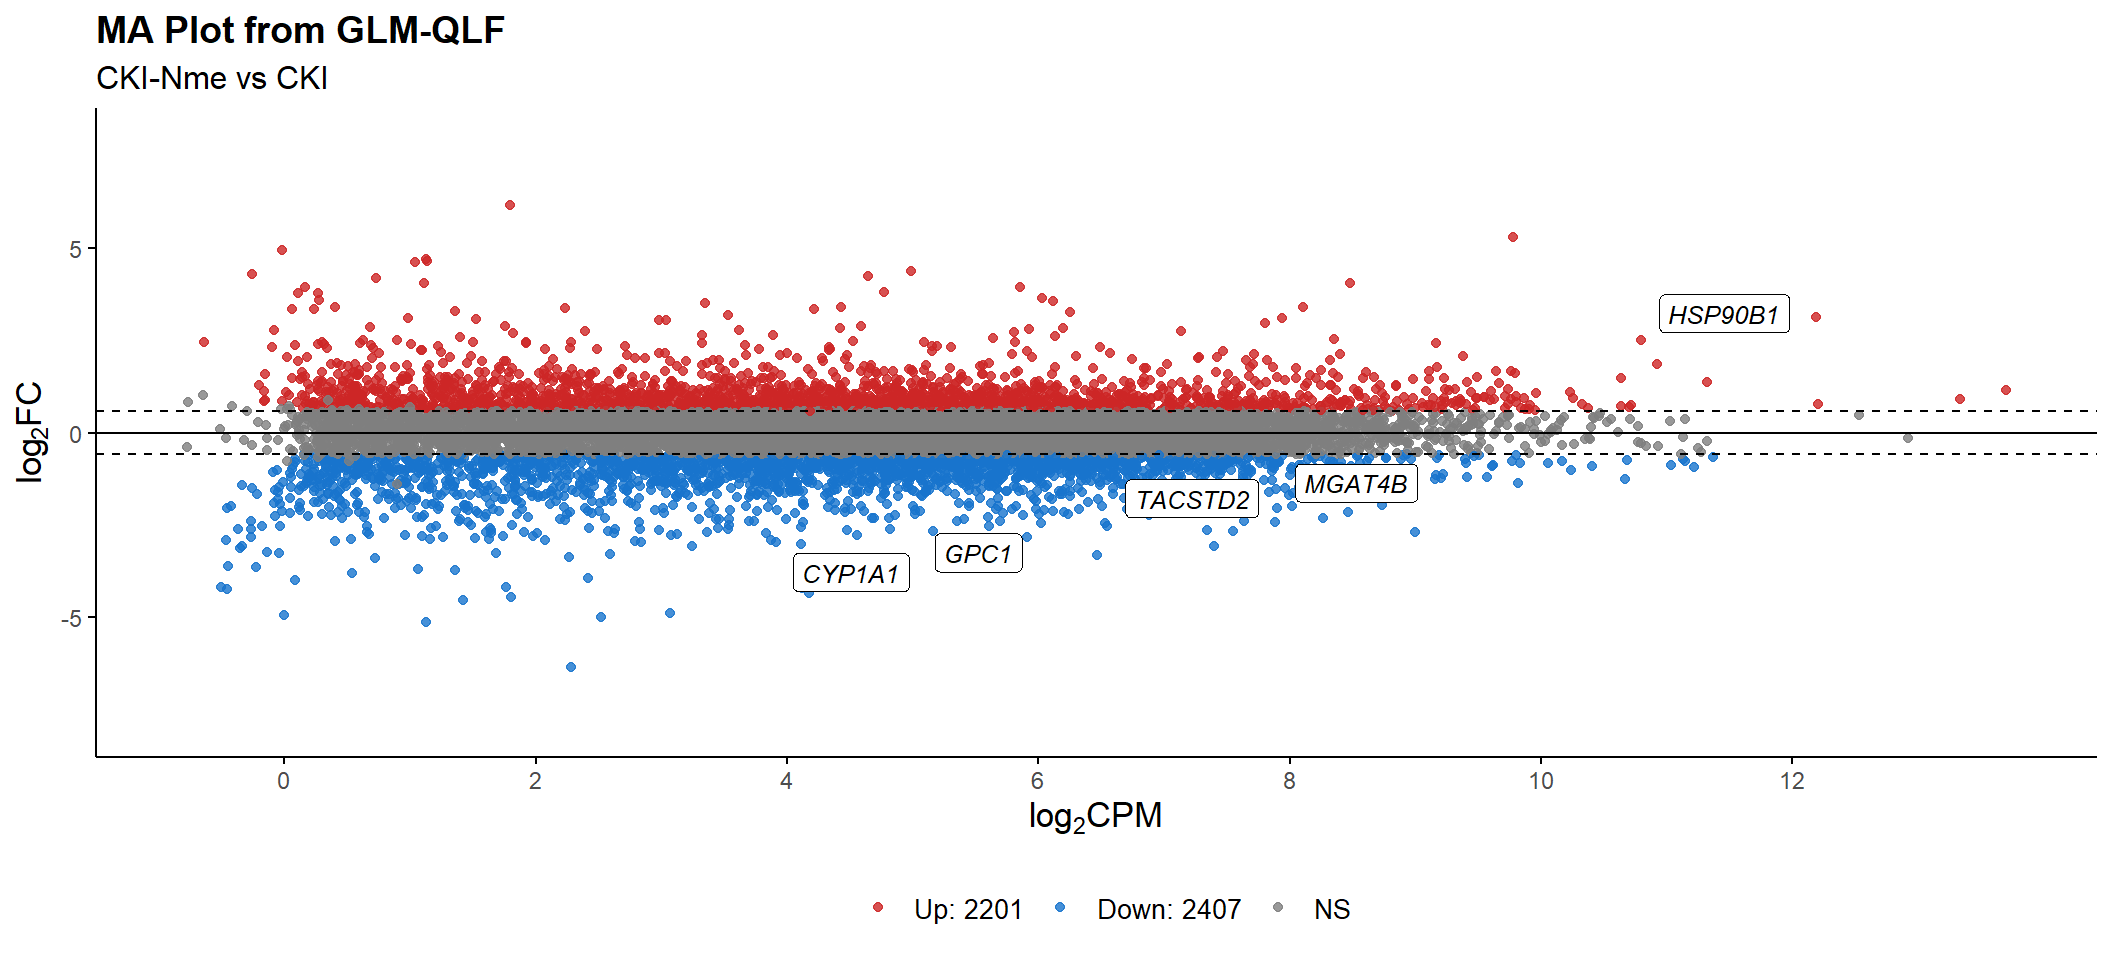 MA Plot from GLM-QLF
CKI-Nme vs CKI
HSP90B1
MGAT4B
TACSTD2
GPC1
CYP1A1
5
0
-5
log₂FC
0 2 4 6 8 10 12
log₂CPM
Up: 2201 Down: 2407 NS